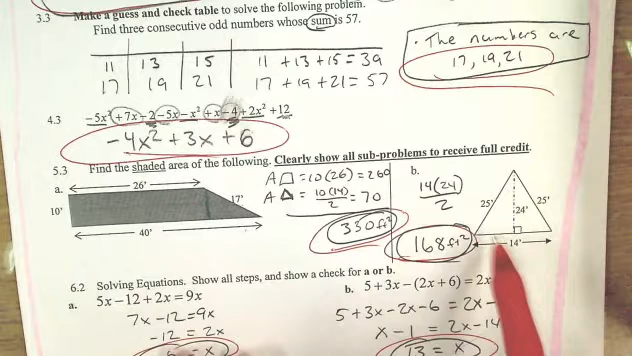 3.3 Make a guess and check table to solve the following problem.
Find three consecutive odd numbers whose sum is 57.
11 13 15 11 + 13 + 15 = 39
17 19 21 17 + 19 + 21 = 57
• The numbers are
17, 19, 21
4.3 -5x² + 7x - 2 - 5x - x² + x - 4 + 2x² + 12
-4x² + 3x + 6
5.3 Find the shaded area of the following. Clearly show all sub-problems to receive full credit.
a. 26' 17' 10' 40'
A□ = 10(26) = 260
A△ = 10(14)/2 = 70
330 ft²
b. 14(24)/2
168 ft²
25' 24' 25' 14'
6.2 Solving Equations. Show all steps, and show a check for a or b.
a. 5x - 12 + 2x = 9x
7x - 12 = 9x
-12 = 2x
= x
b. 5 + 3x - (2x + 6) = 2x
5 + 3x - 2x - 6 = 2x -
x - 1 = 2x - 14
13 = x